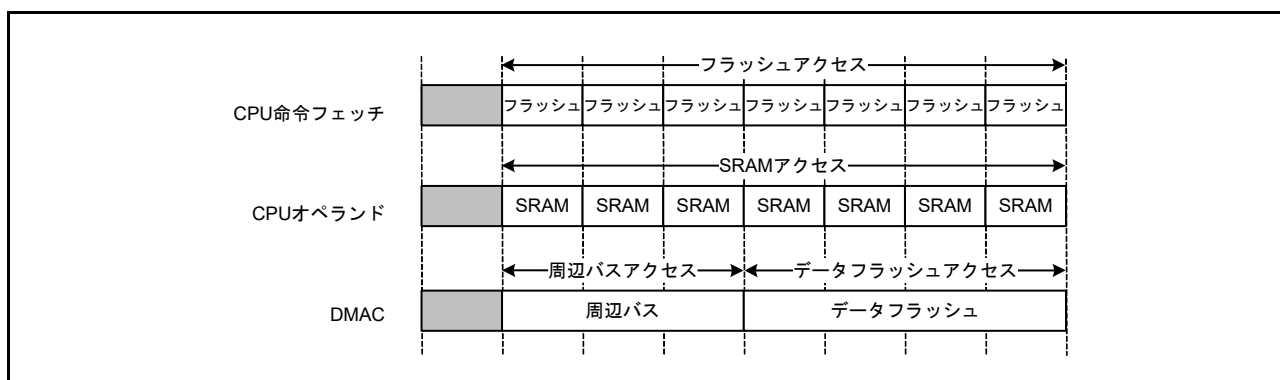 フラッシュアクセス
CPU命令フェッチ
フラッシュ フラッシュ フラッシュ フラッシュ フラッシュ フラッシュ フラッシュ
SRAMアクセス
CPUオペランド
SRAM SRAM SRAM SRAM SRAM SRAM SRAM
周辺バスアクセス データフラッシュアクセス
DMAC
周辺バス データフラッシュ